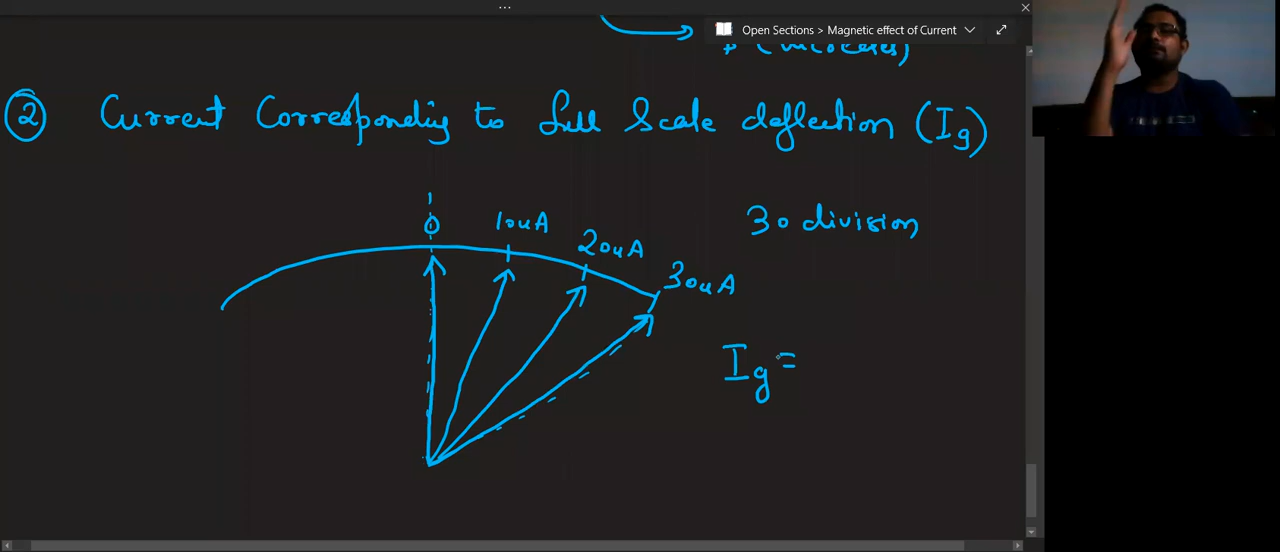 Open Sections > Magnetic effect of Current
② Current Corresponding to full Scale deflection (Ig)
0 10uA 20uA 30uA
30 division
Ig =